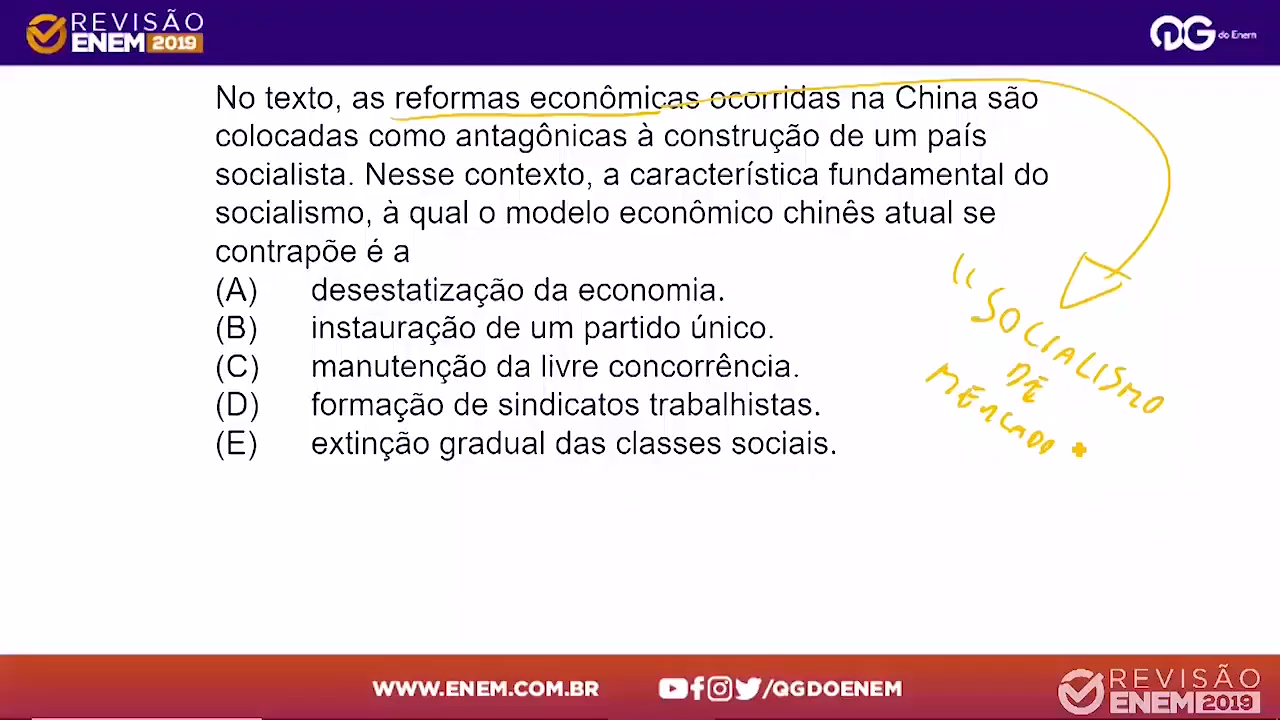 REVISÃO
ENEM 2019
QG do Enem
No texto, as reformas econômicas ocorridas na China são
colocadas como antagônicas à construção de um país
socialista. Nesse contexto, a característica fundamental do
socialismo, à qual o modelo econômico chinês atual se
contrapõe é a
(A) desestatização da economia.
(B) instauração de um partido único.
(C) manutenção da livre concorrência.
(D) formação de sindicatos trabalhistas.
(E) extinção gradual das classes sociais.
"SOCIALISMO
DE
MERCADO
WWW.ENEM.COM.BR
/QGDOENEM
REVISÃO
ENEM 2019